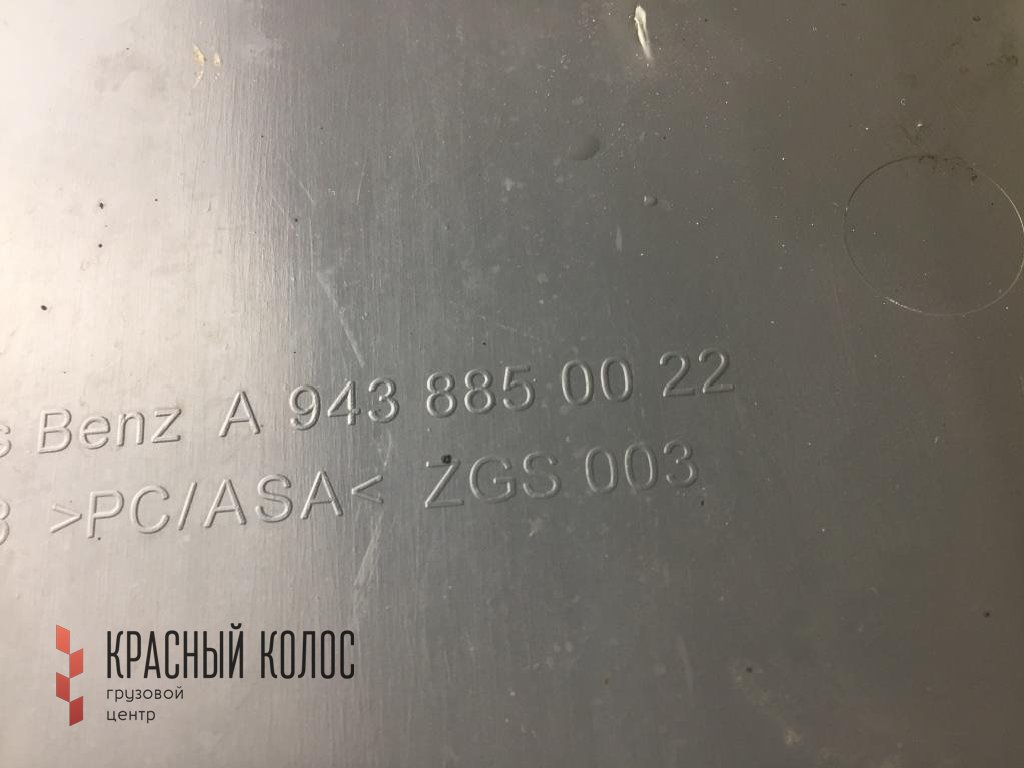 Benz A 943 885 00 22
>PC/ASA< ZGS 003
КРАСНЫЙ КОЛОС
грузовой
центр